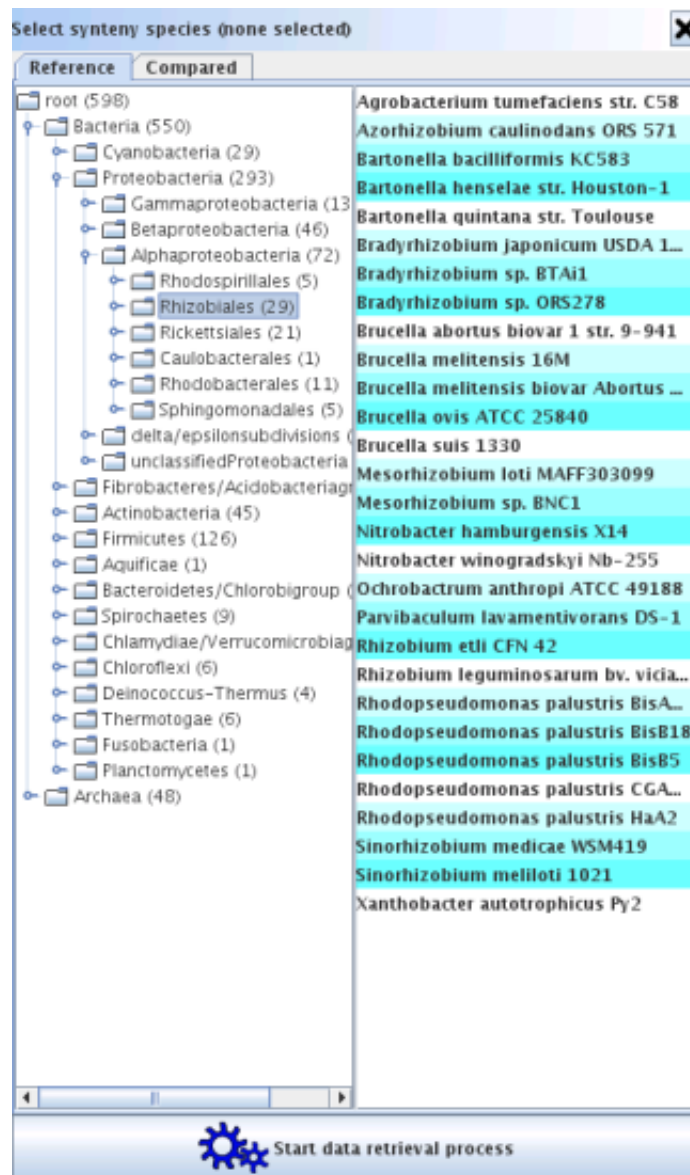 Select synteny species (none selected)
Reference
Compared
root (598)
Bacteria (550)
Cyanobacteria (29)
Proteobacteria (293)
Gammaproteobacteria (13
Betaproteobacteria (46)
Alphaproteobacteria (72)
Rhodospirillales (5)
Rhizobiales (29)
Rickettsiales (21)
Caulobacterales (1)
Rhodobacterales (11)
Sphingomonadales (5)
delta/epsilonsubdivisions (
unclassifiedProteobacteria
Fibrobacteres/Acidobacteriagr
Actinobacteria (45)
Firmicutes (126)
Aquificae (1)
Bacteroidetes/Chlorobigroup (
Spirochaetes (9)
Chlamydiae/Verrucomicrobiag
Chloroflexi (6)
Deinococcus-Thermus (4)
Thermotogae (6)
Fusobacteria (1)
Planctomycetes (1)
Archaea (48)
Agrobacterium tumefaciens str. C58
Azorhizobium caulinodans ORS 571
Bartonella bacilliformis KC583
Bartonella henselae str. Houston-1
Bartonella quintana str. Toulouse
Bradyrhizobium japonicum USDA 1...
Bradyrhizobium sp. BTAi1
Bradyrhizobium sp. ORS278
Brucella abortus biovar 1 str. 9-941
Brucella melitensis 16M
Brucella melitensis biovar Abortus ...
Brucella ovis ATCC 25840
Brucella suis 1330
Mesorhizobium loti MAFF303099
Mesorhizobium sp. BNC1
Nitrobacter hamburgensis X14
Nitrobacter winogradskyi Nb-255
Ochrobactrum anthropi ATCC 49188
Parvibaculum lavamentivorans DS-1
Rhizobium etli CFN 42
Rhizobium leguminosarum bv. vicia...
Rhodopseudomonas palustris BisA...
Rhodopseudomonas palustris BisB18
Rhodopseudomonas palustris BisB5
Rhodopseudomonas palustris CGA...
Rhodopseudomonas palustris HaA2
Sinorhizobium medicae WSM419
Sinorhizobium meliloti 1021
Xanthobacter autotrophicus Py2
Start data retrieval process